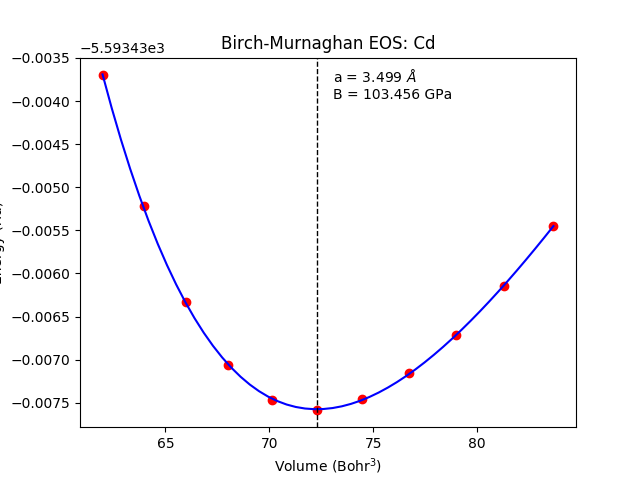 Birch-Murnaghan EOS: Cd
−5.59343e3
a = 3.499 Å
B = 103.456 GPa
−0.0035
−0.0040
−0.0045
−0.0050
−0.0055
−0.0060
−0.0065
−0.0070
−0.0075
65 70 75 80
Volume (Bohr³)